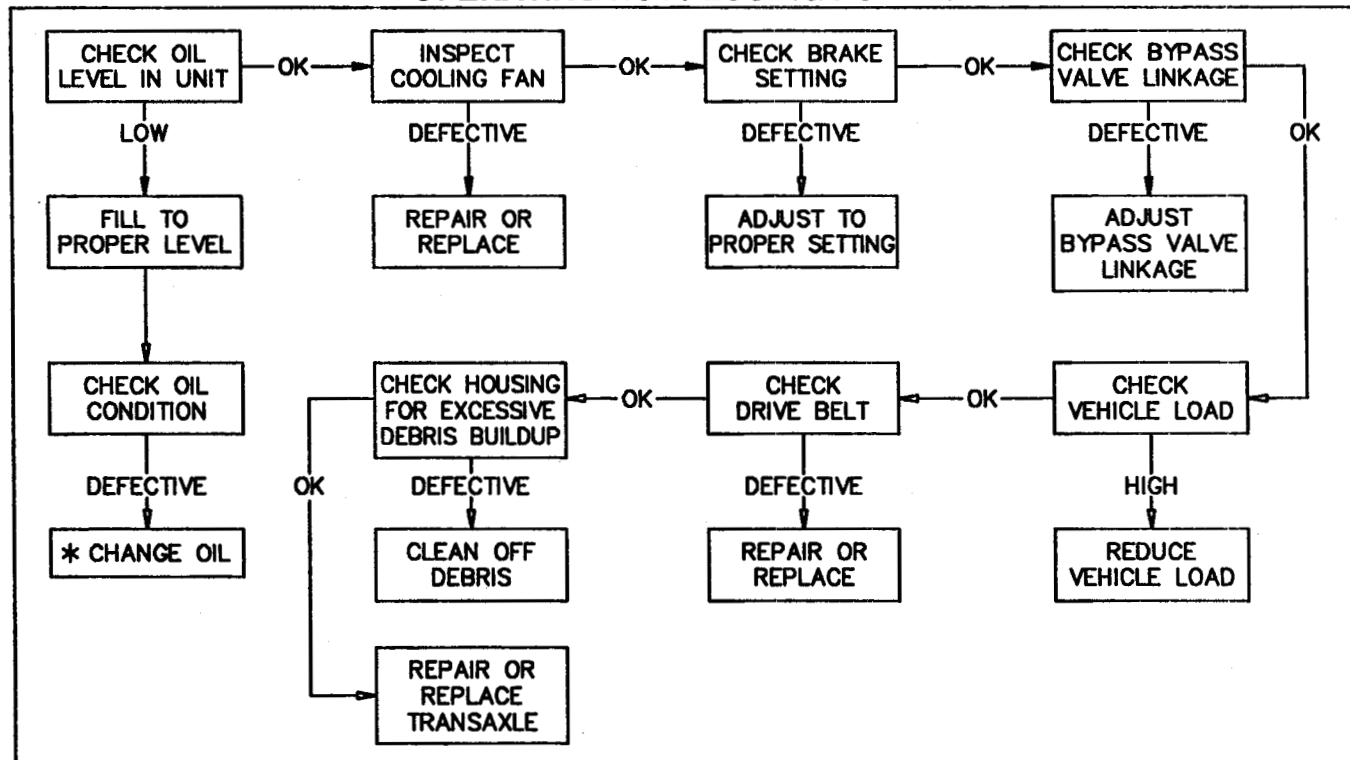 CHECK OIL
LEVEL IN UNIT
OK
INSPECT
COOLING FAN
OK
CHECK BRAKE
SETTING
OK
CHECK BYPASS
VALVE LINKAGE
LOW
DEFECTIVE
DEFECTIVE
DEFECTIVE
OK
FILL TO
PROPER LEVEL
REPAIR OR
REPLACE
ADJUST TO
PROPER SETTING
ADJUST
BYPASS VALVE
LINKAGE
CHECK OIL
CONDITION
CHECK HOUSING
FOR EXCESSIVE
DEBRIS BUILDUP
OK
CHECK
DRIVE BELT
OK
CHECK
VEHICLE LOAD
DEFECTIVE
OK
DEFECTIVE
DEFECTIVE
HIGH
* CHANGE OIL
CLEAN OFF
DEBRIS
REPAIR OR
REPLACE
REDUCE
VEHICLE LOAD
REPAIR OR
REPLACE
TRANSAXLE